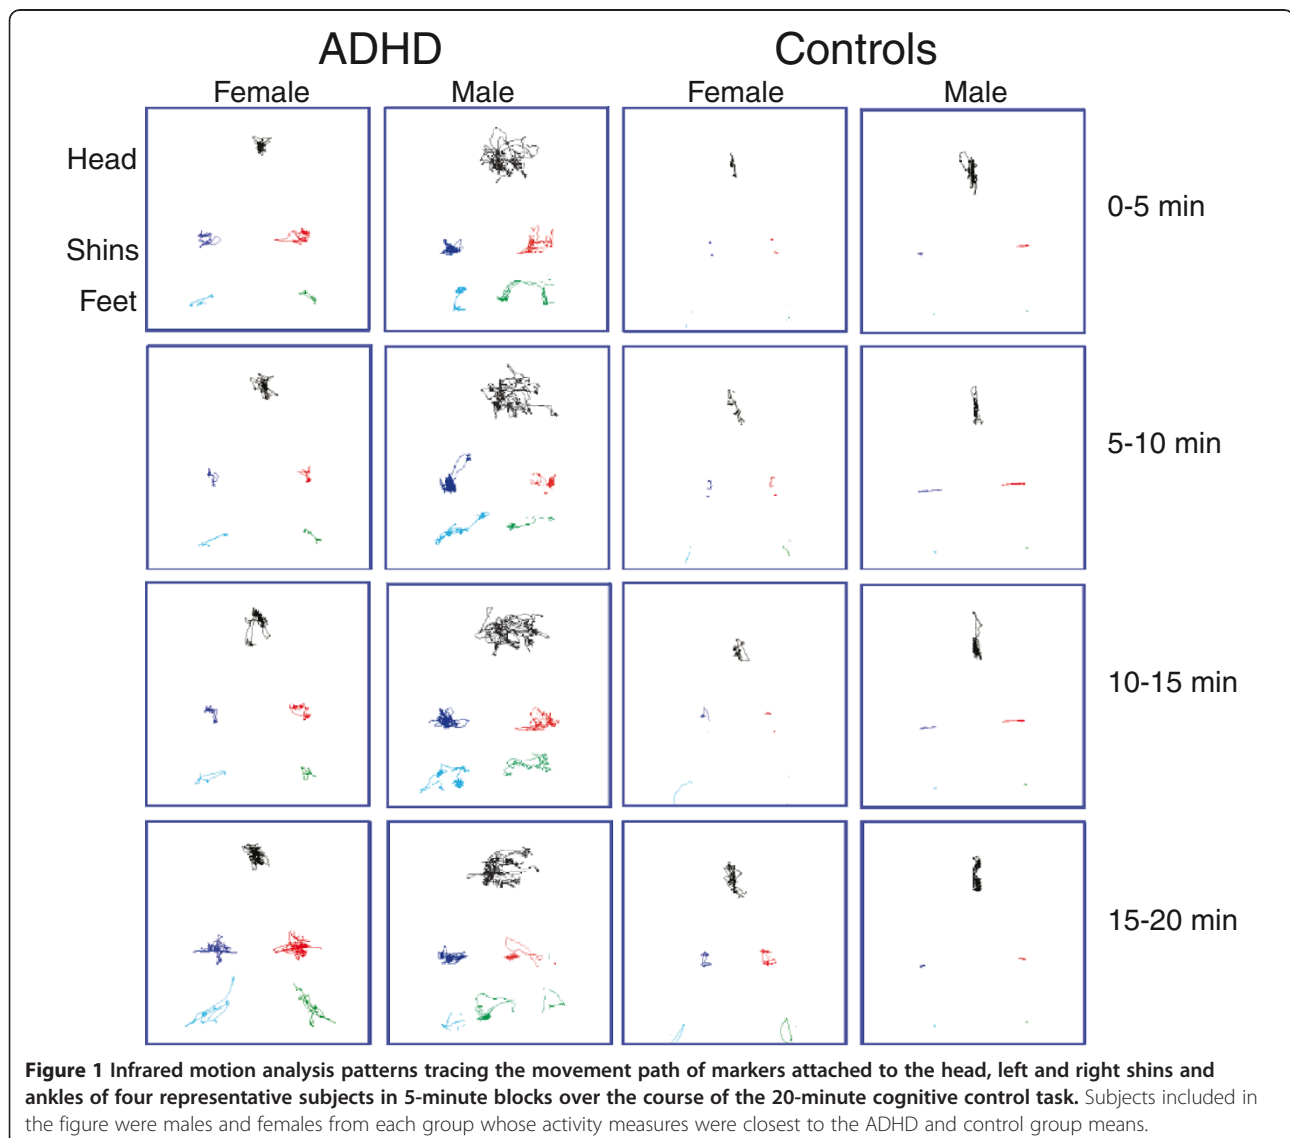 ADHD Controls
Female Male Female Male
Head
Shins
Feet
0-5 min
5-10 min
10-15 min
15-20 min
Figure 1 Infrared motion analysis patterns tracing the movement path of markers attached to the head, left and right shins and
ankles of four representative subjects in 5-minute blocks over the course of the 20-minute cognitive control task. Subjects included in
the figure were males and females from each group whose activity measures were closest to the ADHD and control group means.